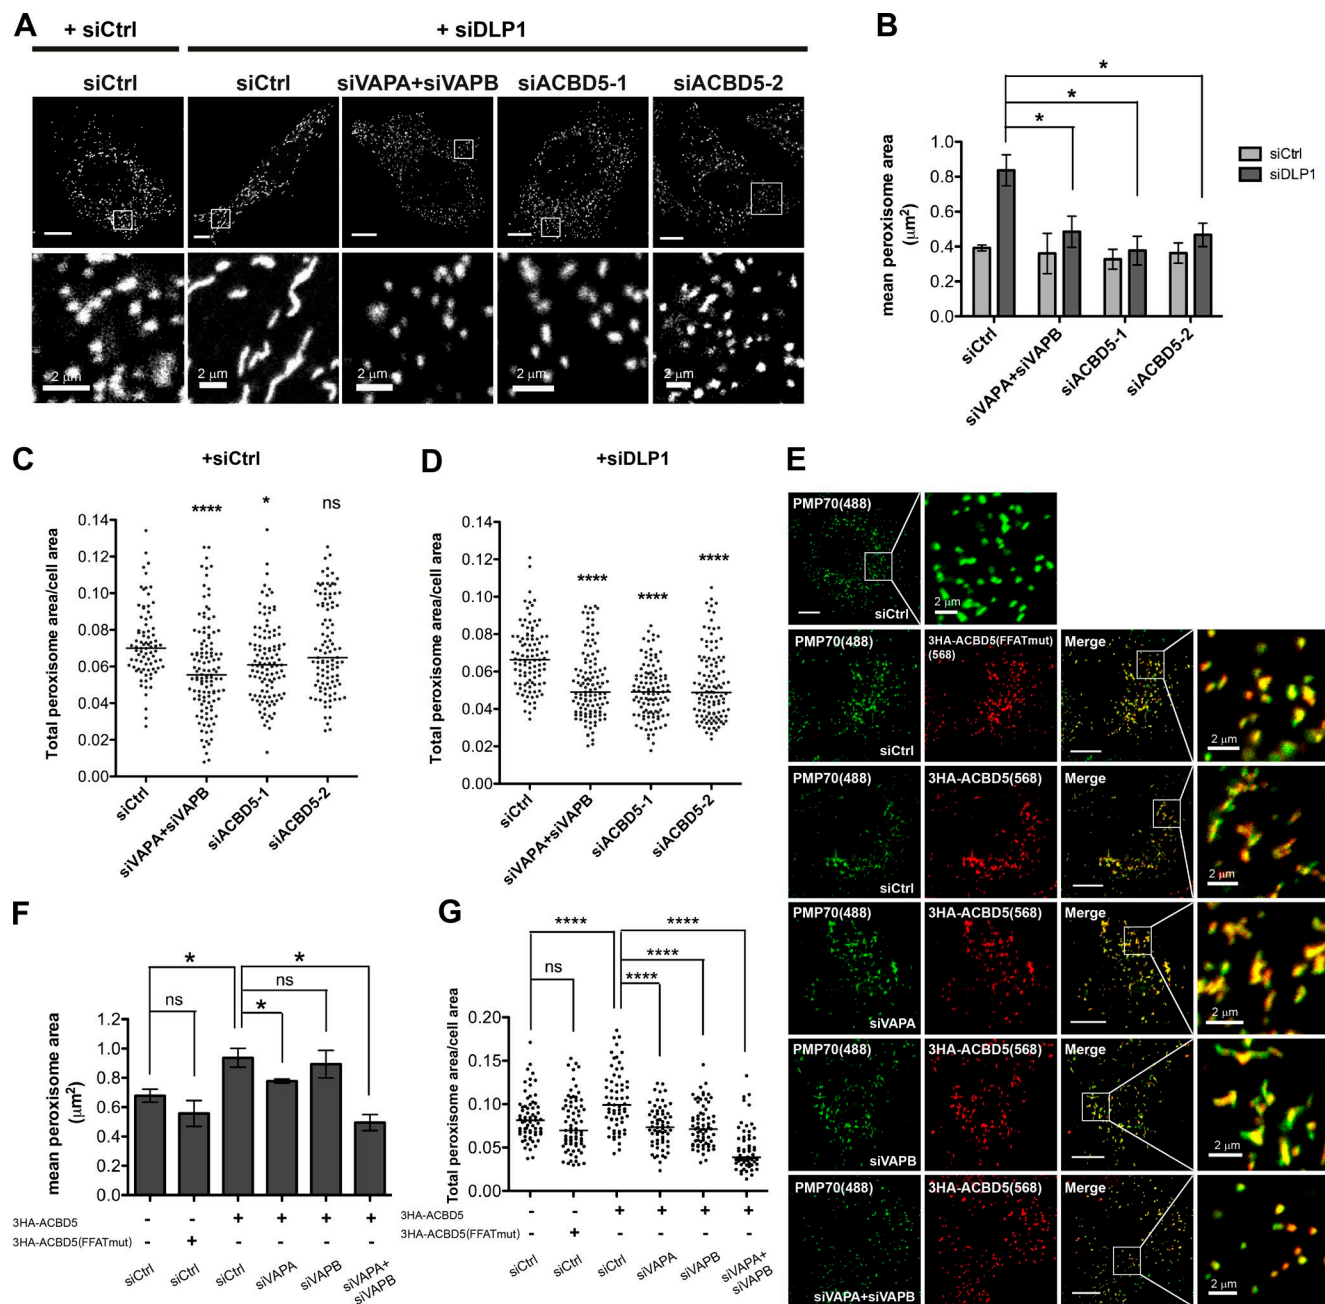 A
+ siCtrl
+ siDLP1
siCtrl
siCtrl
siVAPA+siVAPB
siACBD5-1
siACBD5-2
2 μm
2 μm
2 μm
2 μm
2 μm
B
*
*
*
1.0
0.8
0.6
0.4
0.2
0.0
mean peroxisome area
(μm²)
siCtrl
siDLP1
siCtrl
siVAPA+siVAPB
siACBD5-1
siACBD5-2
C
+siCtrl
****
*
ns
0.14
0.12
0.10
0.08
0.06
0.04
0.02
0.00
Total peroxisome area/cell area
siCtrl
siVAPA+siVAPB
siACBD5-1
siACBD5-2
D
+siDLP1
****
****
****
0.14
0.12
0.10
0.08
0.06
0.04
0.02
0.00
Total peroxisome area/cell area
siCtrl
siVAPA+siVAPB
siACBD5-1
siACBD5-2
E
PMP70(488)
siCtrl
2 μm
PMP70(488)
siCtrl
3HA-ACBD5(FFATmut)
(568)
Merge
2 μm
PMP70(488)
siCtrl
3HA-ACBD5(568)
Merge
2 μm
PMP70(488)
siVAPA
3HA-ACBD5(568)
Merge
2 μm
PMP70(488)
siVAPB
3HA-ACBD5(568)
Merge
2 μm
PMP70(488)
siVAPA+siVAPB
3HA-ACBD5(568)
Merge
2 μm
F
*
*
ns
ns
*
1.2
1.0
0.8
0.6
0.4
0.2
0.0
mean peroxisome area
(μm²)
3HA-ACBD5 - - + + + +
3HA-ACBD5(FFATmut) - + - - - -
siCtrl
siCtrl
siCtrl
siVAPA
siVAPB
siVAPA+
siVAPB
G
****
****
****
ns
****
0.20
0.15
0.10
0.05
0.00
Total peroxisome area/cell area
3HA-ACBD5 - - + + + +
3HA-ACBD5(FFATmut) - + - - - -
siCtrl
siCtrl
siCtrl
siVAPA
siVAPB
siVAPA+
siVAPB